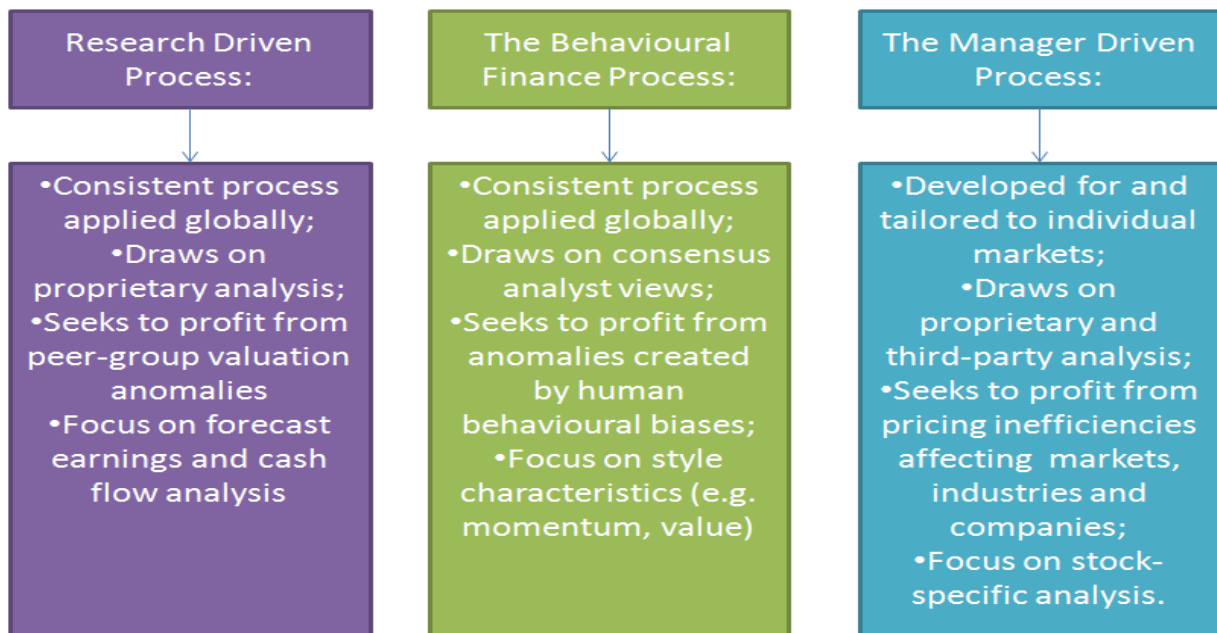 Research Driven
Process:
•Consistent process
applied globally;
•Draws on
proprietary analysis;
•Seeks to profit from
peer-group valuation
anomalies
•Focus on forecast
earnings and cash
flow analysis
The Behavioural
Finance Process:
•Consistent process
applied globally;
•Draws on consensus
analyst views;
•Seeks to profit from
anomalies created
by human
behavioural biases;
•Focus on style
characteristics (e.g.
momentum, value)
The Manager Driven
Process:
•Developed for and
tailored to individual
markets;
•Draws on
proprietary and
third-party analysis;
•Seeks to profit from
pricing inefficiencies
affecting  markets,
industries and
companies;
•Focus on stock-
specific analysis.